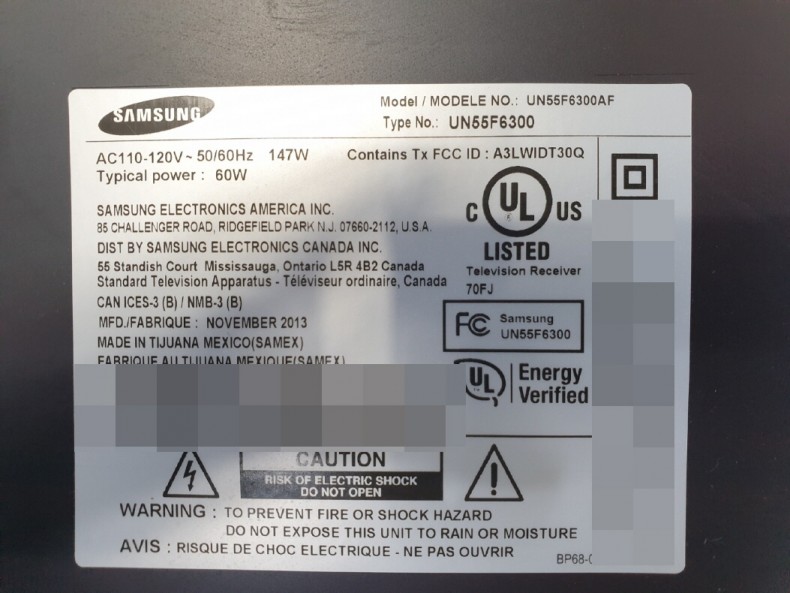 SAMSUNG
Model / MODELE NO.: UN55F6300AF
Type No.: UN55F6300
AC110-120V~ 50/60Hz 147W Contains Tx FCC ID : A3LWIDT30Q
Typical power : 60W
SAMSUNG ELECTRONICS AMERICA INC.
85 CHALLENGER ROAD, RIDGEFIELD PARK N.J. 07660-2112, U.S.A.
DIST BY SAMSUNG ELECTRONICS CANADA INC.
55 Standish Court Mississauga, Ontario L5R 4B2 Canada
Standard Television Apparatus - Téléviseur ordinaire, Canada
CAN ICES-3 (B) / NMB-3 (B)
MFD./FABRIQUE : NOVEMBER 2013
MADE IN TIJUANA MEXICO(SAMEX)
FABRIQUE AU TIJUANA MEXIQUE(SAMEX)
C UL US
LISTED
Television Receiver
70FJ
FC Samsung
UN55F6300
UL Energy
Verified
CAUTION
RISK OF ELECTRIC SHOCK
DO NOT OPEN
WARNING : TO PREVENT FIRE OR SHOCK HAZARD
DO NOT EXPOSE THIS UNIT TO RAIN OR MOISTURE
AVIS : RISQUE DE CHOC ELECTRIQUE - NE PAS OUVRIR